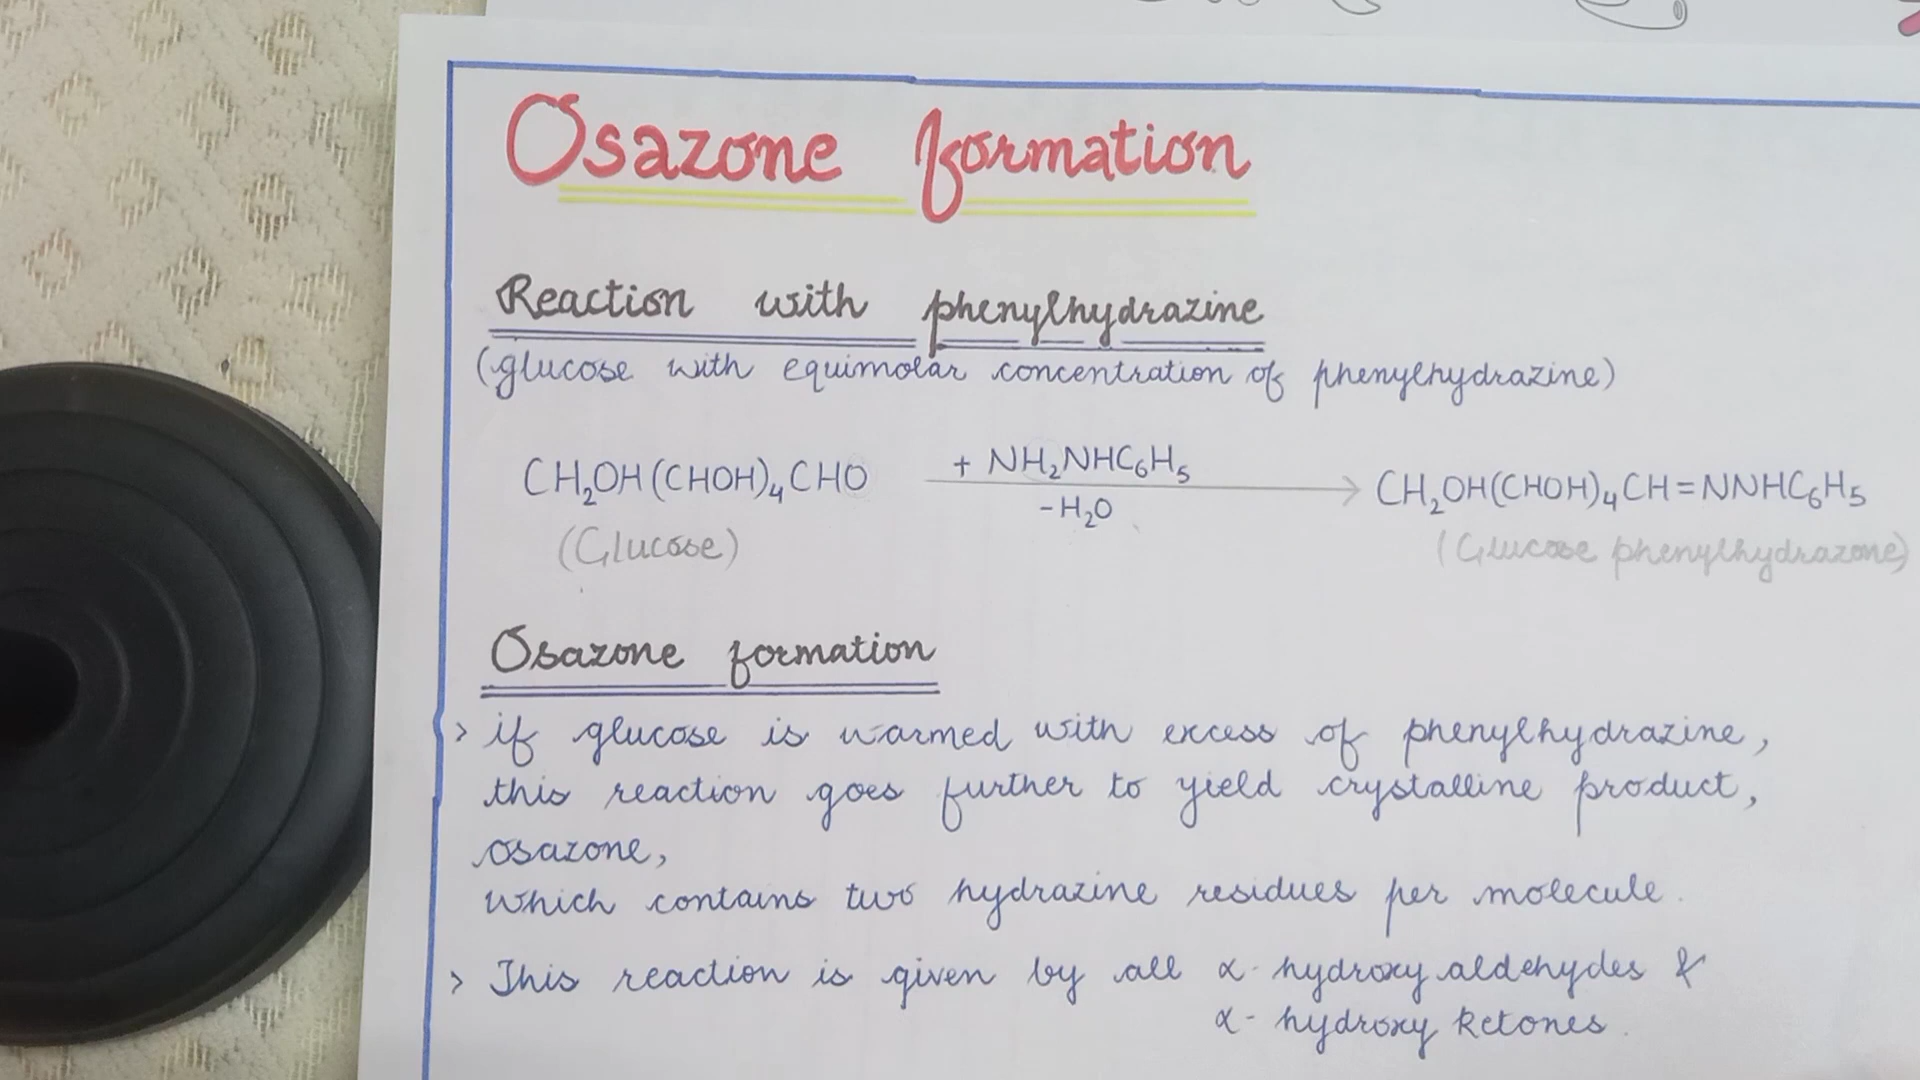 Osazone formation
Reaction with phenylhydrazine
(glucose with equimolar concentration of phenylhydrazine)
CH₂OH(CHOH)₄CHO + NH₂NHC₆H₅ → CH₂OH(CHOH)₄CH=NNHC₆H₅
-H₂O
(Glucose) (Glucose phenylhydrazone)
Osazone formation
> if glucose is warmed with excess of phenylhydrazine,
this reaction goes further to yield crystalline product,
osazone,
which contains two hydrazine residues per molecule.
> This reaction is given by all α-hydroxy aldehydes &
α-hydroxy ketones.